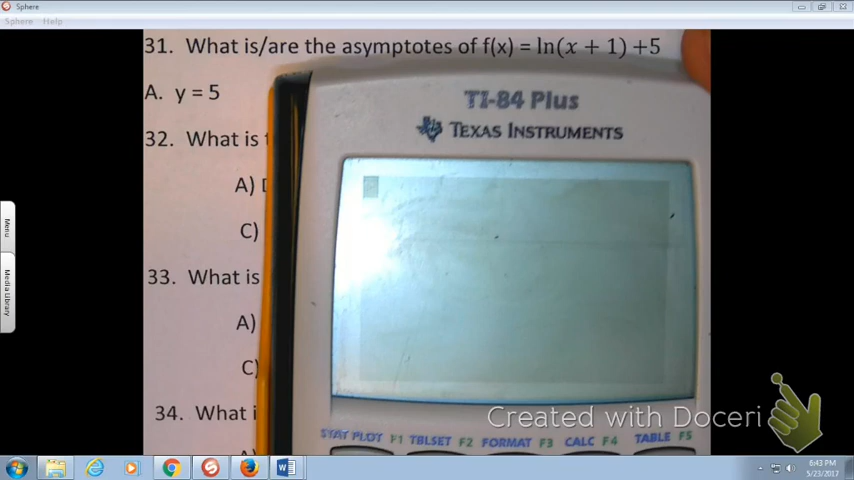 Sphere
Sphere Help
31. What is/are the asymptotes of f(x) = ln(x + 1) +5
A. y = 5
TI-84 Plus
TEXAS INSTRUMENTS
32. What is
A)
C)
33. What is
A)
C)
34. What i
Menu
Media Library
Created with Doceri
STAT PLOT F1 TBLSET F2 FORMAT F3 CALC F4 TABLE F5
6:43 PM
5/23/2017